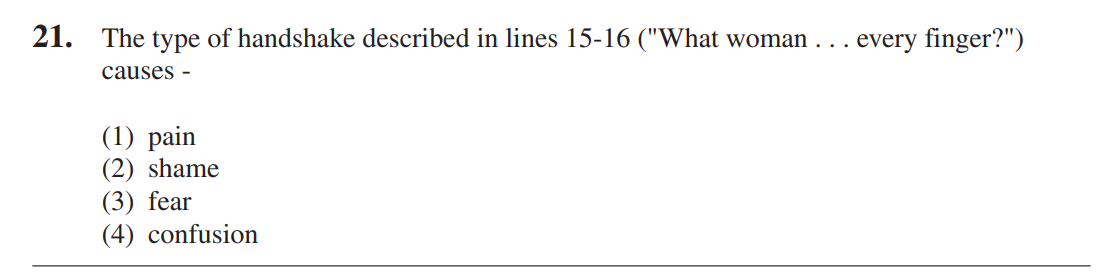 21. The type of handshake described in lines 15-16 ("What woman . . . every finger?")
causes -
(1) pain
(2) shame
(3) fear
(4) confusion